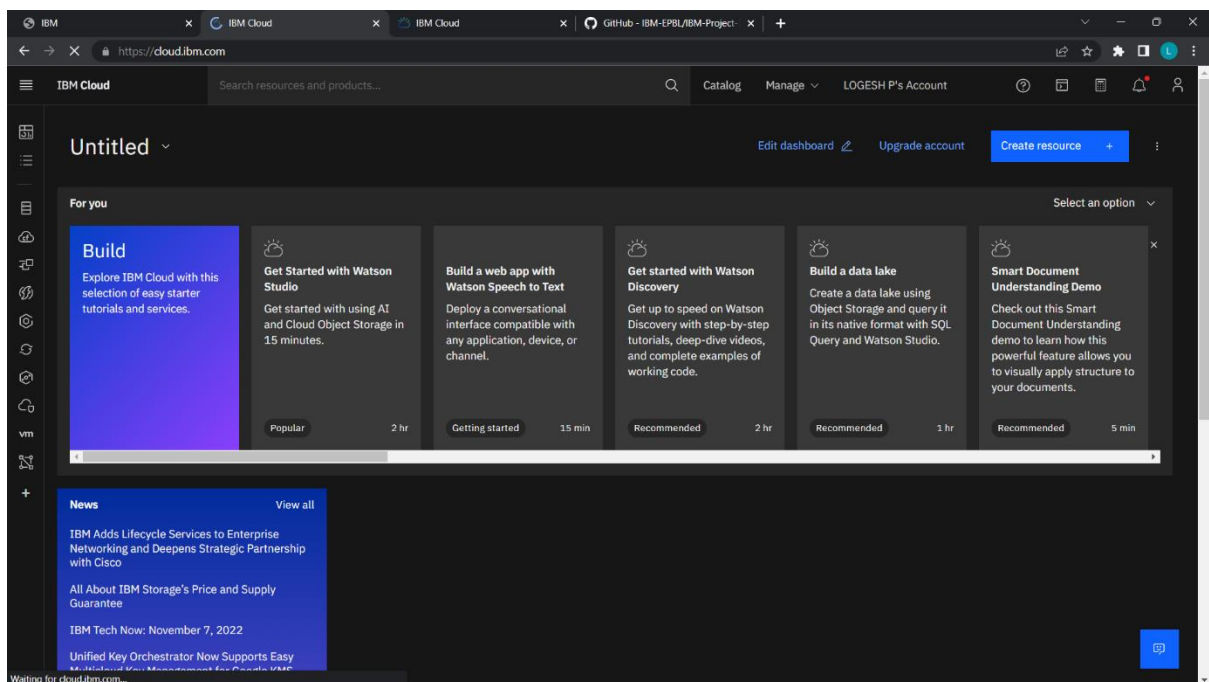 IBM
IBM Cloud
IBM Cloud
GitHub - IBM-EPBL/IBM-Project-
https://cloud.ibm.com
L
IBM Cloud
Search resources and products...
Catalog
Manage
LOGESH P's Account
Untitled
Edit dashboard
Upgrade account
Create resource +
For you
Select an option
Build
Explore IBM Cloud with this
selection of easy starter
tutorials and services.
Get Started with Watson
Studio
Get started with using AI
and Cloud Object Storage in
15 minutes.
Popular
2 hr
Build a web app with
Watson Speech to Text
Deploy a conversational
interface compatible with
any application, device, or
channel.
Getting started
15 min
Get started with Watson
Discovery
Get up to speed on Watson
Discovery with step-by-step
tutorials, deep-dive videos,
and complete examples of
working code.
Recommended
2 hr
Build a data lake
Create a data lake using
Object Storage and query it
in its native format with SQL
Query and Watson Studio.
Recommended
1 hr
Smart Document
Understanding Demo
Check out this Smart
Document Understanding
demo to learn how this
powerful feature allows you
to visually apply structure to
your documents.
Recommended
5 min
vm
News
View all
IBM Adds Lifecycle Services to Enterprise
Networking and Deepens Strategic Partnership
with Cisco
All About IBM Storage's Price and Supply
Guarantee
IBM Tech Now: November 7, 2022
Unified Key Orchestrator Now Supports Easy
Multicloud Key Management for Google KMS
Waiting for cloud.ibm.com...